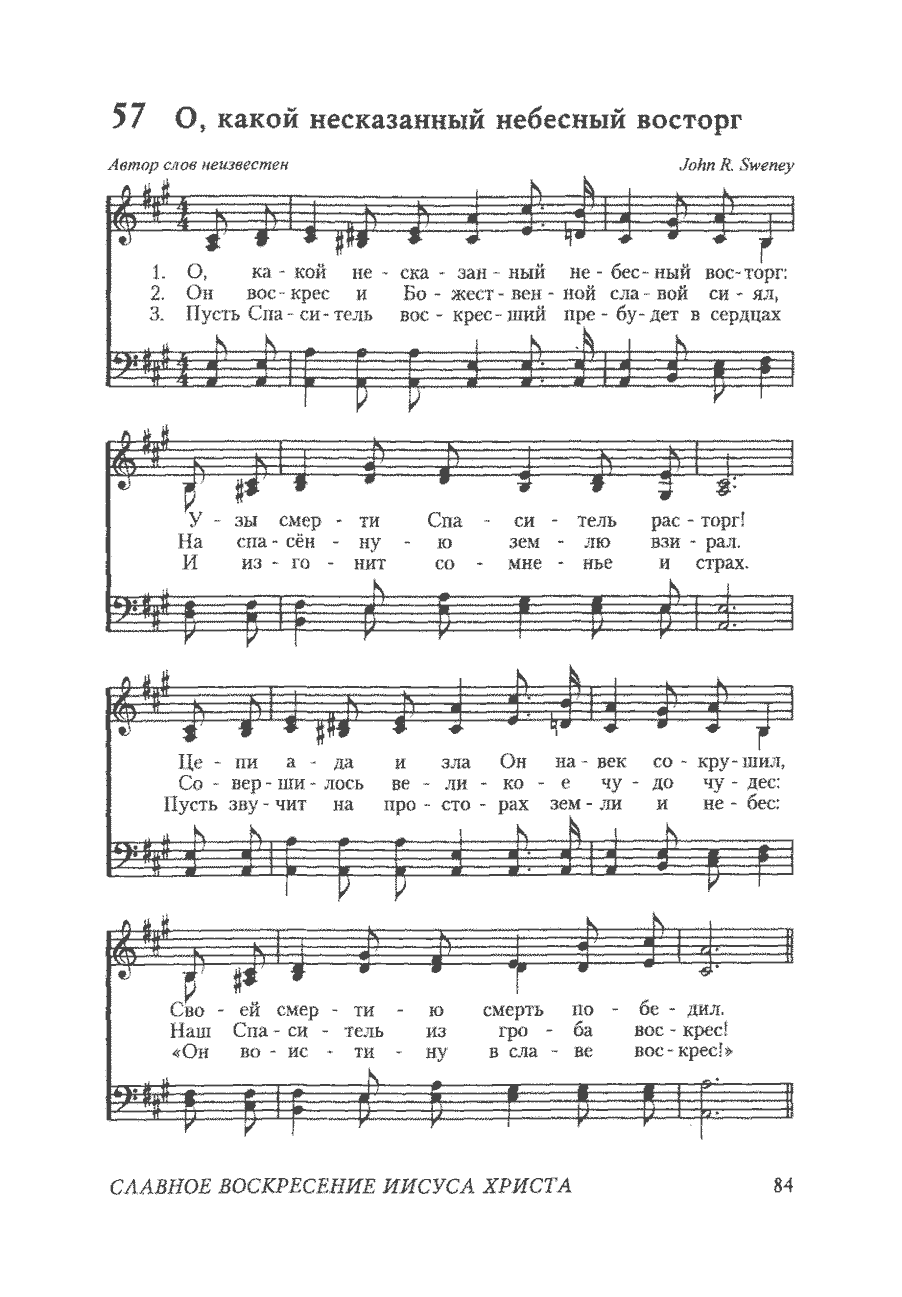 57 О, какой несказанный небесный восторг
Автор слов неизвестен John R. Sweney
1. О, ка - кой не - ска - зан - ный не - бес - ный вос - торг:
2. Он вос - крес и Бо - жест - вен - ной сла - вой си - ял,
3. Пусть Спа - си - тель вос - крес - ший пре - бу - дет в сердцах
У - зы смер - ти Спа - си - тель рас - торг!
На спа - сён - ну - ю зем - лю взи - рал.
И из - го - нит со - мне - нье и страх.
Це - пи а - да и зла Он на - век со - кру - шил,
Со - вер - ши - лось ве - ли - ко - е чу - до чу - дес:
Пусть зву - чит на про - сто - рах зем - ли и не - бес:
Сво - ей смер - ти - ю смерть по - бе - дил.
Наш Спа - си - тель из гро - ба вос - крес!
«Он во - ис - ти - ну в сла - ве вос - крес!»
СЛАВНОЕ ВОСКРЕСЕНИЕ ИИСУСА ХРИСТА 84